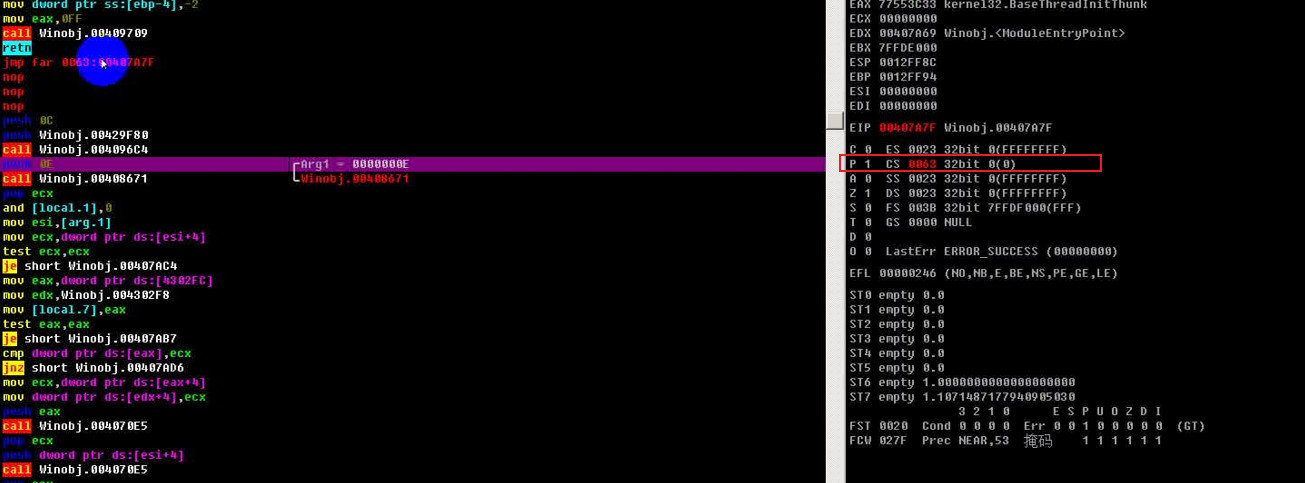 mov dword ptr ss:[ebp-4],-2
mov eax,0FF
call Winobj.00409709
retn
jmp far 0063:00407A7F
nop
nop
nop
push 0C
push Winobj.00429F80
call Winobj.004096C4
push 0E
call Winobj.00408671
pop ecx
and [local.1],0
mov esi,[arg.1]
mov ecx,dword ptr ds:[esi+4]
test ecx,ecx
je short Winobj.00407AC4
mov eax,dword ptr ds:[4302FC]
mov edx,Winobj.004302F8
mov [local.7],eax
test eax,eax
je short Winobj.00407AB7
cmp dword ptr ds:[eax],ecx
jnz short Winobj.00407AD6
mov ecx,dword ptr ds:[eax+4]
mov dword ptr ds:[edx+4],ecx
push eax
call Winobj.004070E5
pop ecx
push dword ptr ds:[esi+4]
call Winobj.004070E5
Arg1 = 0000000E
Winobj.00408671
EAX 77553C33 kernel32.BaseThreadInitThunk
ECX 00000000
EDX 00407A69 Winobj.<ModuleEntryPoint>
EBX 7FFDE000
ESP 0012FF8C
EBP 0012FF94
ESI 00000000
EDI 00000000
EIP 00407A7F Winobj.00407A7F
C 0 ES 0023 32bit 0(FFFFFFFF)
P 1 CS 0063 32bit 0(0)
A 0 SS 0023 32bit 0(FFFFFFFF)
Z 1 DS 0023 32bit 0(FFFFFFFF)
S 0 FS 003B 32bit 7FFDF000(FFF)
T 0 GS 0000 NULL
D 0
O 0 LastErr ERROR_SUCCESS (00000000)
EFL 00000246 (NO,NB,E,BE,NS,PE,GE,LE)
ST0 empty 0.0
ST1 empty 0.0
ST2 empty 0.0
ST3 empty 0.0
ST4 empty 0.0
ST5 empty 0.0
ST6 empty 1.0000000000000000000
ST7 empty 1.1071487177940905030
3 2 1 0 E S P U O Z D I
FST 0020 Cond 0 0 0 0 Err 0 0 1 0 0 0 0 0 (GT)
FCW 027F Prec NEAR,53 掩码 1 1 1 1 1 1